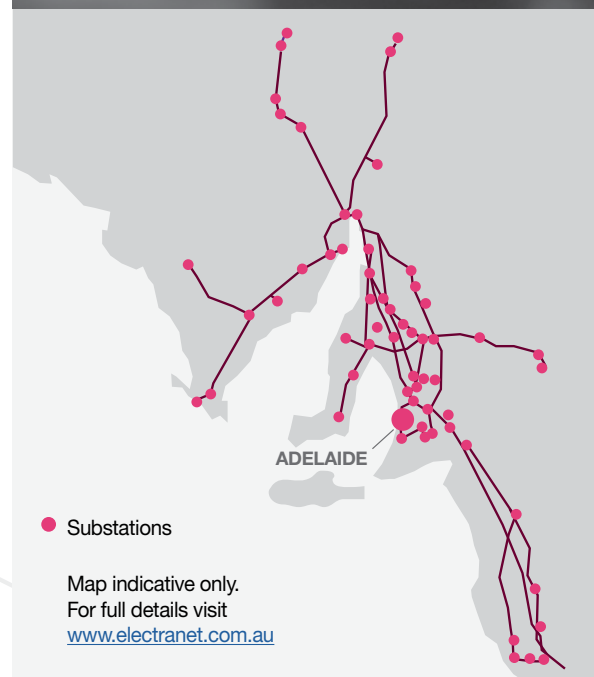 ADELAIDE
Substations
Map indicative only.
For full details visit
www.electranet.com.au